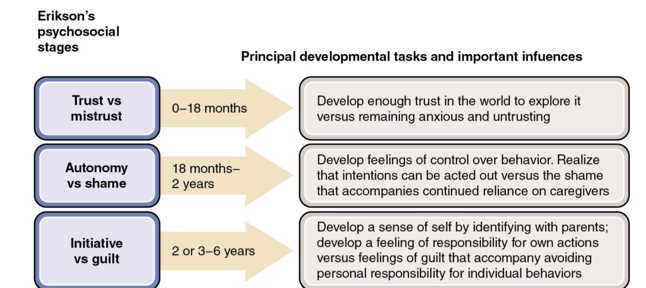 Erikson's
psychosocial
stages
Principal developmental tasks and important infuences
Trust vs
mistrust
0–18 months
Develop enough trust in the world to explore it
versus remaining anxious and untrusting
Autonomy
vs shame
18 months–
2 years
Develop feelings of control over behavior. Realize
that intentions can be acted out versus the shame
that accompanies continued reliance on caregivers
Initiative
vs guilt
2 or 3–6 years
Develop a sense of self by identifying with parents;
develop a feeling of responsibility for own actions
versus feelings of guilt that accompany avoiding
personal responsibility for individual behaviors